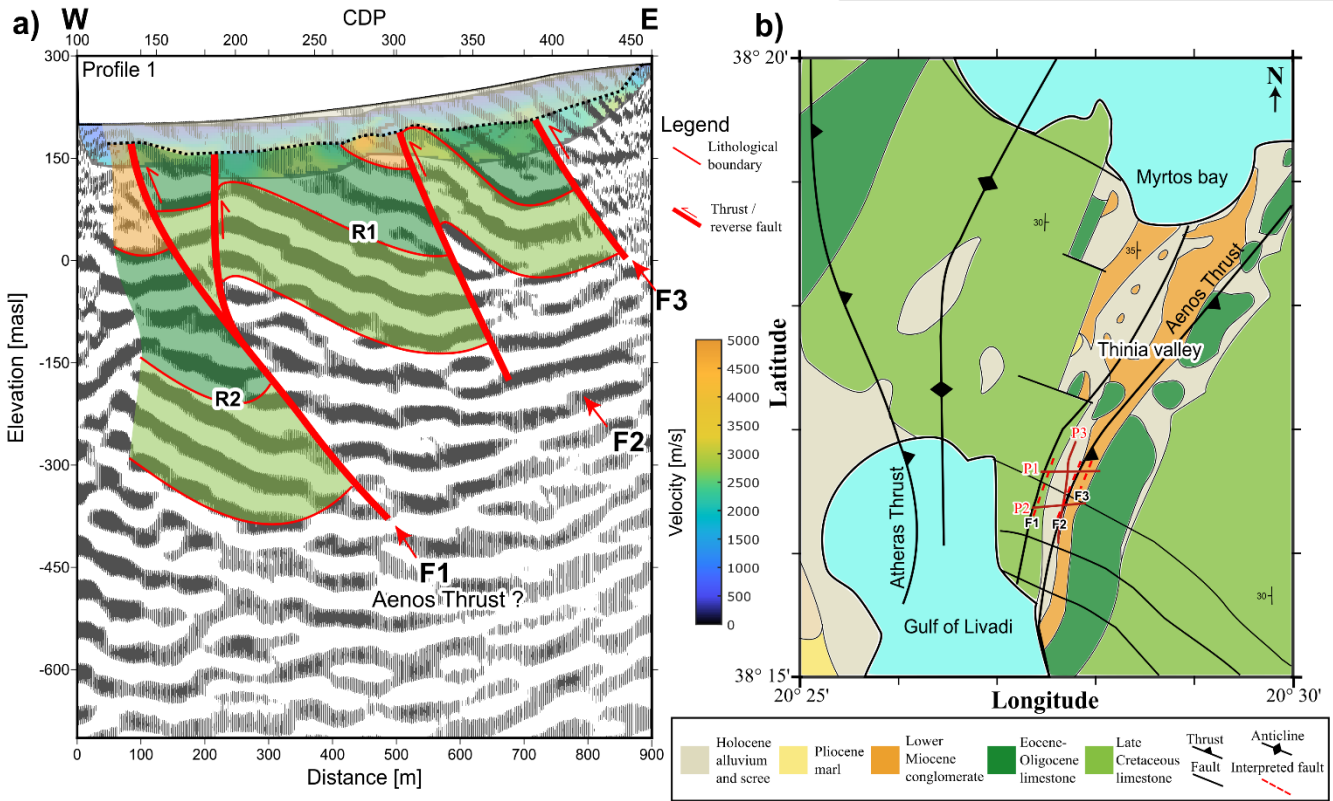 a)
W
CDP
E
100 140 150 200 250 300 350 400 450
Profile 1
300
150
0
-150
-300
-450
-600
Elevation [masl]
R1
R2
F3
F2
F1
Aenos Thrust ?
0 100 200 300 400 500 600 700 800 900
Distance [m]
Legend
Lithological
boundary
Thrust /
reverse fault
5000
4500
4000
3500
3000
2500
2000
1500
1000
500
0
Velocity [m/s]
b)
38° 20'
N
Myrtos bay
30
35
Aenos Thrust
Thinia valley
Latitude
P3
P1
P2
F3
F1
F2
Atheras Thrust
Gulf of Livadi
30
38° 15'
20° 25'
Longitude
20° 30'
Holocene
alluvium
and scree
Pliocene
marl
Lower
Miocene
conglomerate
Eocene-
Oligocene
limestone
Late
Cretaceous
limestone
Thrust
Fault
Anticline
Interpreted fault